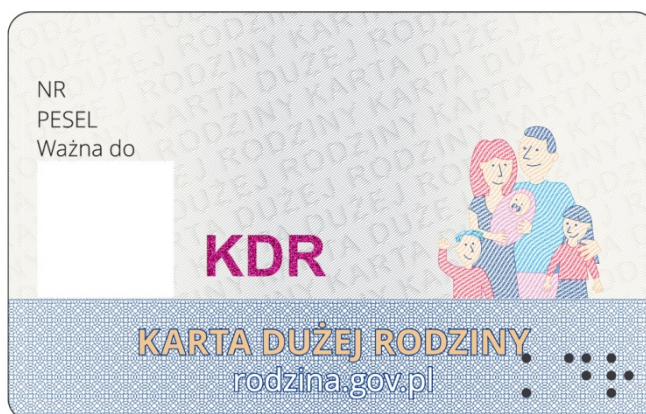 NR
PESEL
Ważna do
KDR
KARTA DUŻEJ RODZINY
rodzina.gov.pl